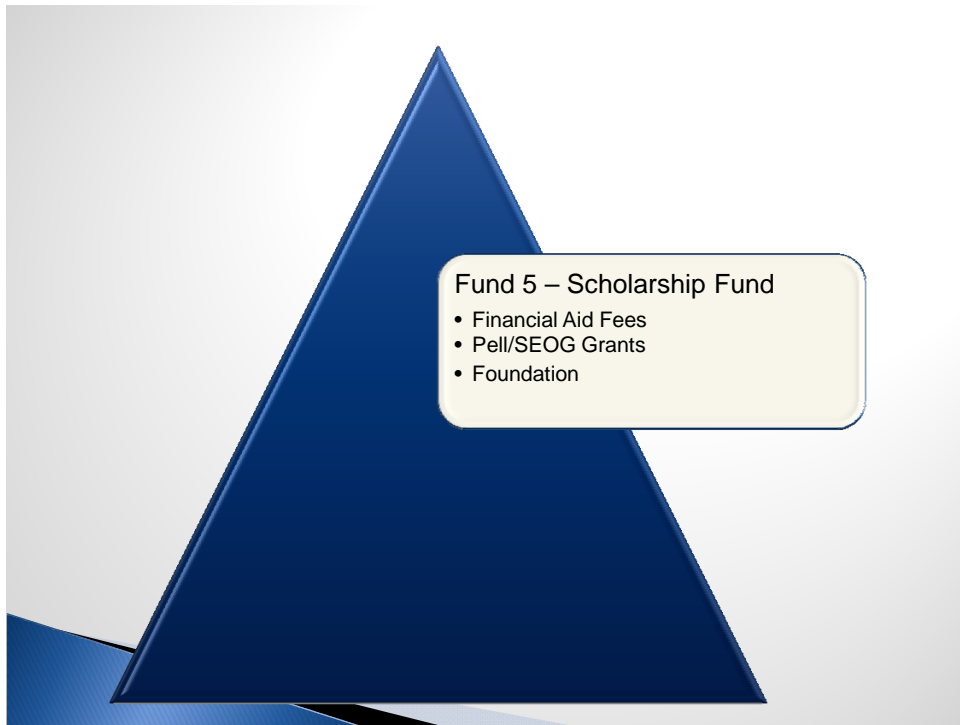 Fund 5 – Scholarship Fund
• Financial Aid Fees
• Pell/SEOG Grants
• Foundation